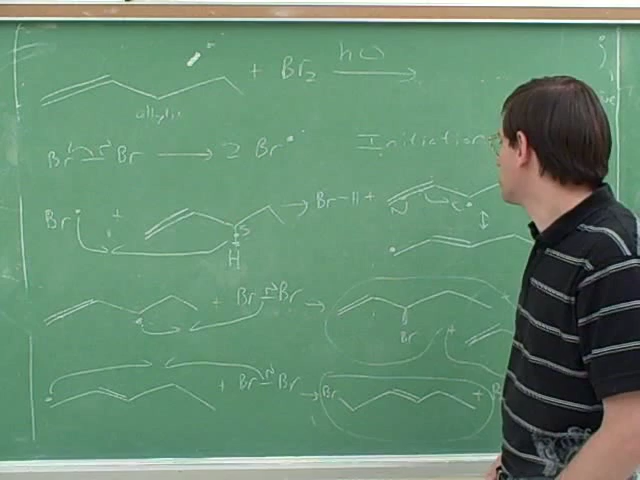 + Br2 hν
allylic
Br – Br → 2 Br• Initiation
Br• + H → Br–H +
+ Br – Br → Br +
+ Br – Br → Br +